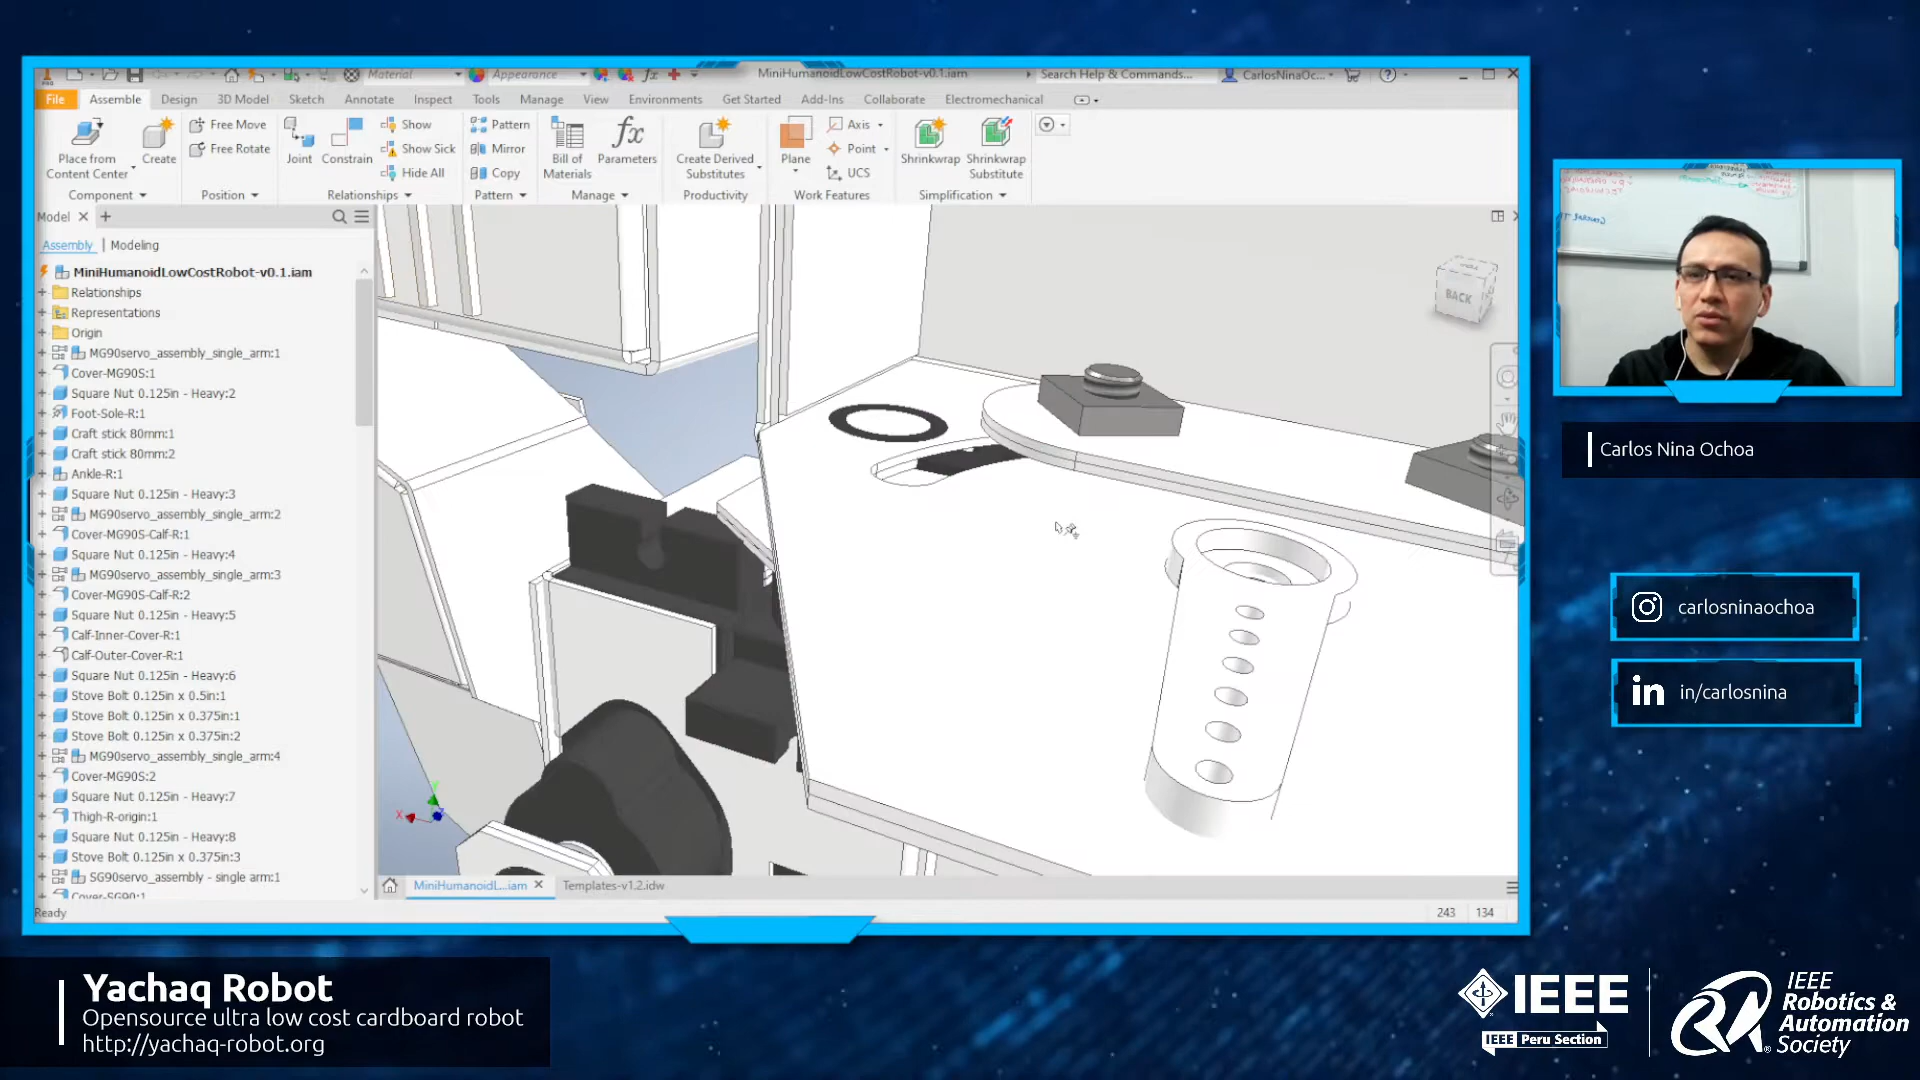 Material
Appearance
MiniHumanoidLowCostRobot-v0.1.iam
Search Help & Commands...
CarlosNinaOc...
File
Assemble
Design
3D Model
Sketch
Annotate
Inspect
Tools
Manage
View
Environments
Get Started
Add-Ins
Collaborate
Electromechanical
Place from
Content Center
Create
Free Move
Free Rotate
Joint
Constrain
Show
Show Sick
Hide All
Pattern
Mirror
Copy
Bill of
Materials
fx
Parameters
Create Derived
Substitutes
Plane
Axis
Point
UCS
Shrinkwrap
Shrinkwrap
Substitute
Component
Position
Relationships
Pattern
Manage
Productivity
Work Features
Simplification
Model
Assembly | Modeling
MiniHumanoidLowCostRobot-v0.1.iam
Relationships
Representations
Origin
MG90servo_assembly_single_arm:1
Cover-MG90S:1
Square Nut 0.125in - Heavy:2
Foot-Sole-R:1
Craft stick 80mm:1
Craft stick 80mm:2
Ankle-R:1
Square Nut 0.125in - Heavy:3
MG90servo_assembly_single_arm:2
Cover-MG90S-Calf-R:1
Square Nut 0.125in - Heavy:4
MG90servo_assembly_single_arm:3
Cover-MG90S-Calf-R:2
Square Nut 0.125in - Heavy:5
Calf-Inner-Cover-R:1
Calf-Outer-Cover-R:1
Square Nut 0.125in - Heavy:6
Stove Bolt 0.125in x 0.5in:1
Stove Bolt 0.125in x 0.375in:1
Stove Bolt 0.125in x 0.375in:2
MG90servo_assembly_single_arm:4
Cover-MG90S:2
Square Nut 0.125in - Heavy:7
Thigh-R-origin:1
Square Nut 0.125in - Heavy:8
Stove Bolt 0.125in x 0.375in:3
SG90servo_assembly - single arm:1
Cover-SG90:1
BACK
X
Y
MiniHumanoidL...iam
Templates-v1.2.idw
Ready
243 134
Carlos Nina Ochoa
carlosninaochoa
in/carlosnina
Yachaq Robot
Opensource ultra low cost cardboard robot
http://yachaq-robot.org
IEEE
IEEE Peru Section
IEEE
Robotics &
Automation
Society